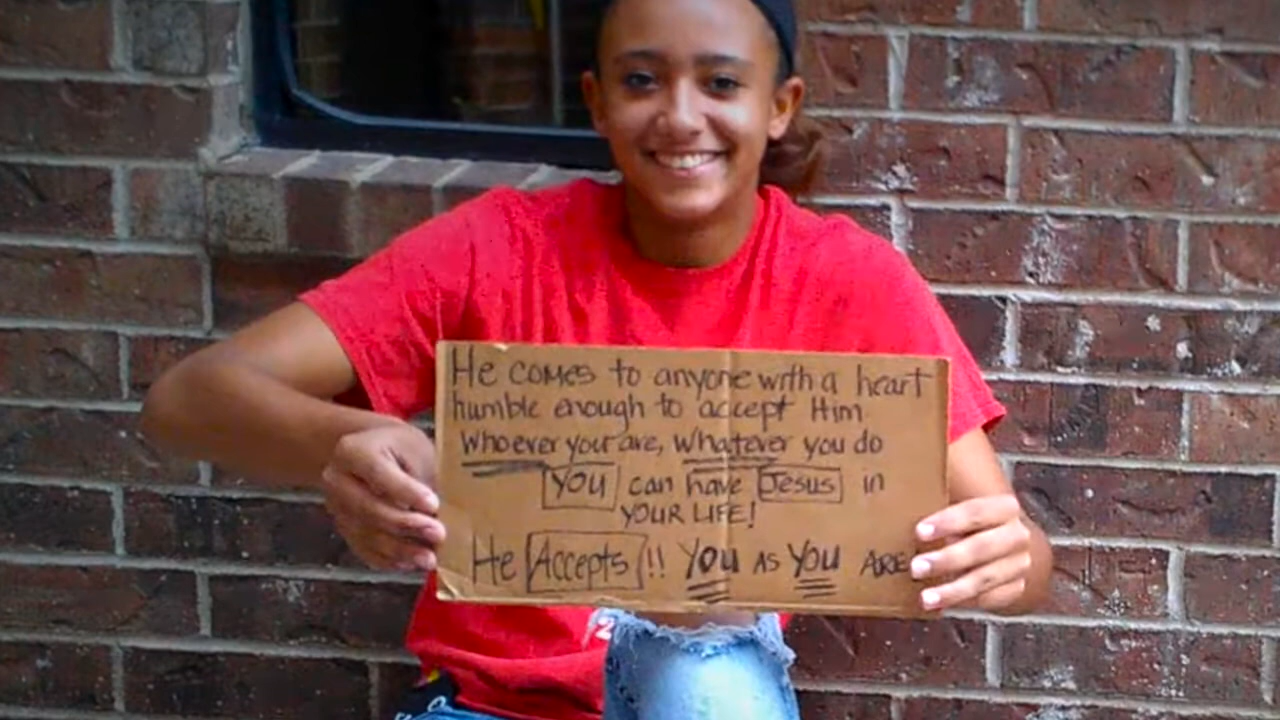 He comes to anyone with a heart
humble enough to accept Him
Whoever your are, Whatever you do
You can have Jesus in
YOUR LIFE!
He Accepts!! You AS You ARE